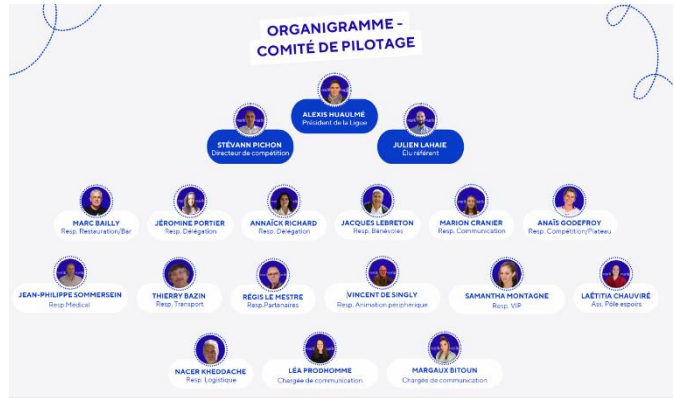 ORGANIGRAMME -
COMITÉ DE PILOTAGE
ALEXIS HUAULMÉ
Président de la Ligue
STÉVANN PICHON
Directeur de compétition
JULIEN LAHAIE
Élu référant
MARC BAILLY
Resp. Restauration/Bar
JÉROMINE PORTIER
Resp. Délégation
ANNAÏCK RICHARD
Resp. Délégation
JACQUES LEBRETON
Resp. Bénévoles
MARION CRANIER
Resp. Communication
ANAÏS GODEFROY
Resp. Compétition/Plateau
JEAN-PHILIPPE SOMMERSEIN
Resp.Médical
THIERRY BAZIN
Resp. Transport
RÉGIS LE MESTRE
Resp.Partenaires
VINCENT DE SINGLY
Resp. Animation périphérique
SAMANTHA MONTAGNE
Resp. VIP
LAËTITIA CHAUVIRÉ
Ass. Pôle espoirs
NACER KHEDDACHE
Resp. Logistique
LÉA PRODHOMME
Chargée de communication
MARGAUX BITOUN
Chargée de communication